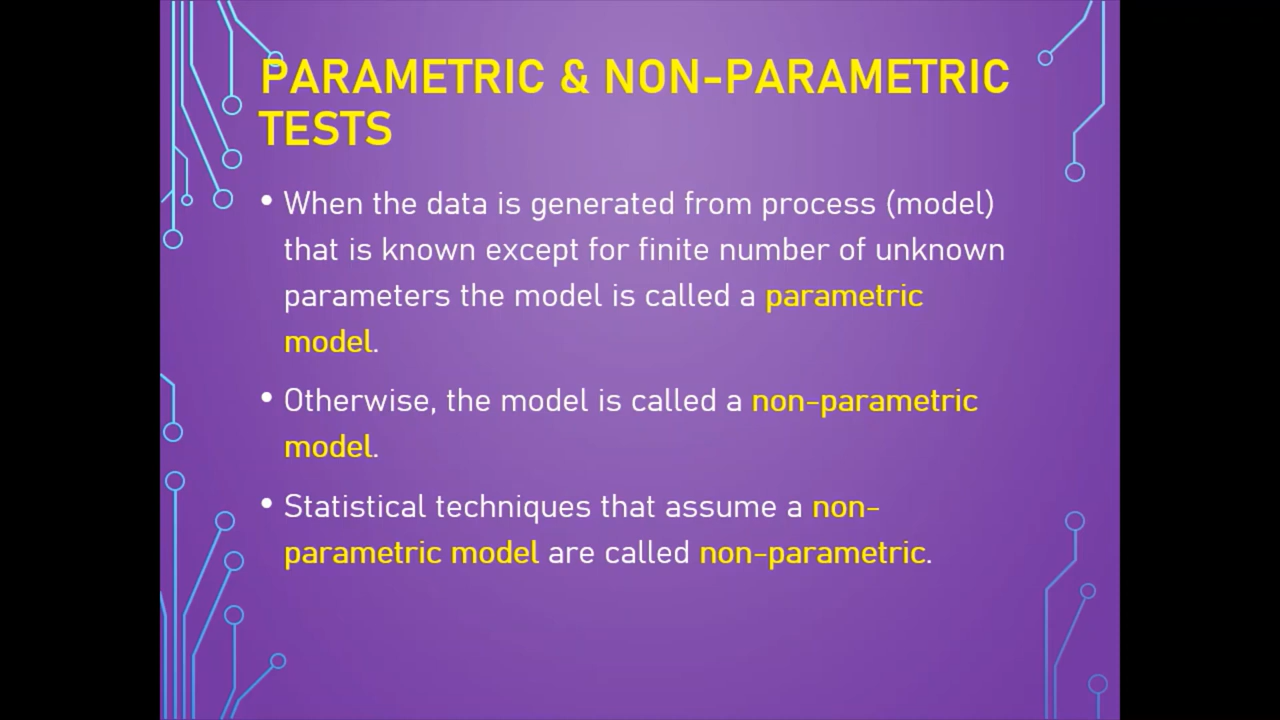 PARAMETRIC & NON-PARAMETRIC
TESTS
• When the data is generated from process (model)
that is known except for finite number of unknown
parameters the model is called a parametric
model.
• Otherwise, the model is called a non-parametric
model.
• Statistical techniques that assume a non-
parametric model are called non-parametric.